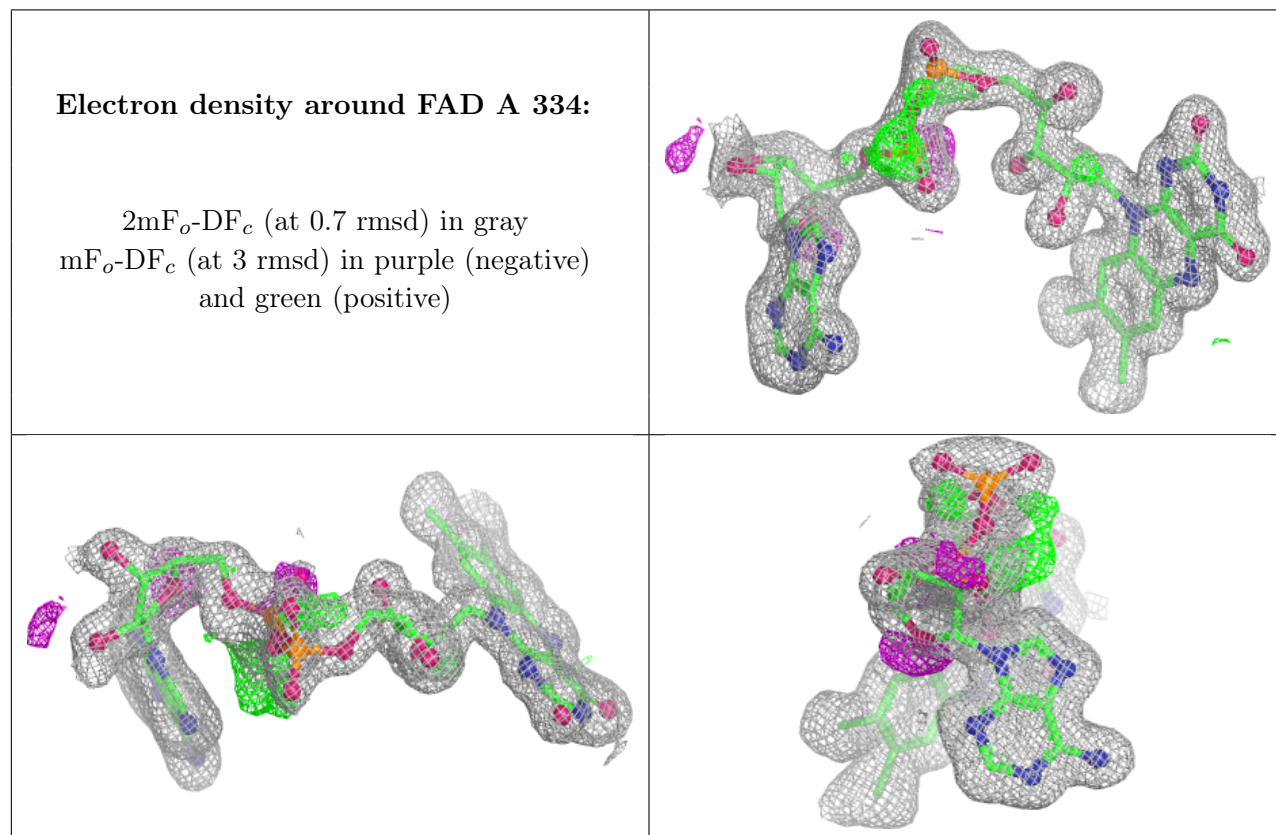 Electron density around FAD A 334:
2mFo-DFc (at 0.7 rmsd) in gray
mFo-DFc (at 3 rmsd) in purple (negative)
and green (positive)